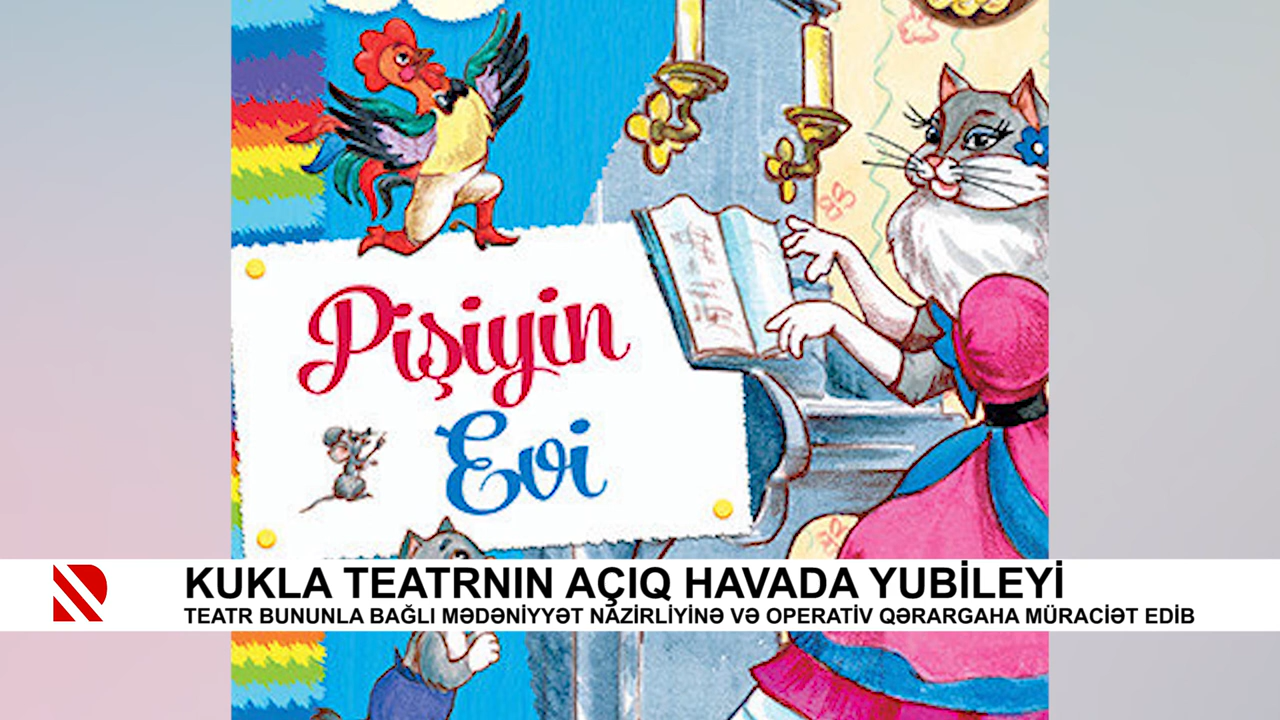 Pişiyin
Evi
KUKLA TEATRNIN AÇIQ HAVADA YUBİLEYİ
TEATR BUNUNLA BAĞLI MƏDƏNİYYƏT NAZİRLİYİNƏ VƏ OPERATİV QƏRARGAHA MÜRACİƏT EDİB